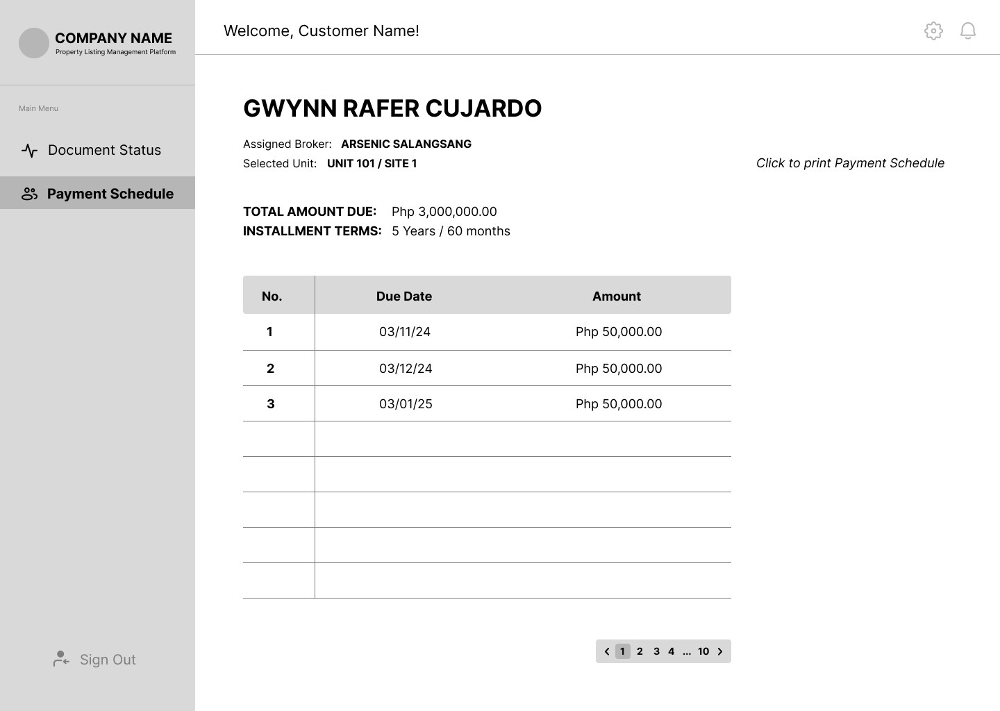 COMPANY NAME
Property Listing Management Platform
Main Menu
Document Status
Payment Schedule
Sign Out
Welcome, Customer Name!
GWYNN RAFER CUJARDO
Assigned Broker: ARSENIC SALANGSANG
Selected Unit: UNIT 101 / SITE 1
Click to print Payment Schedule
TOTAL AMOUNT DUE: Php 3,000,000.00
INSTALLMENT TERMS: 5 Years / 60 months
No. Due Date Amount
1 03/11/24 Php 50,000.00
2 03/12/24 Php 50,000.00
3 03/01/25 Php 50,000.00
1 2 3 4 ... 10